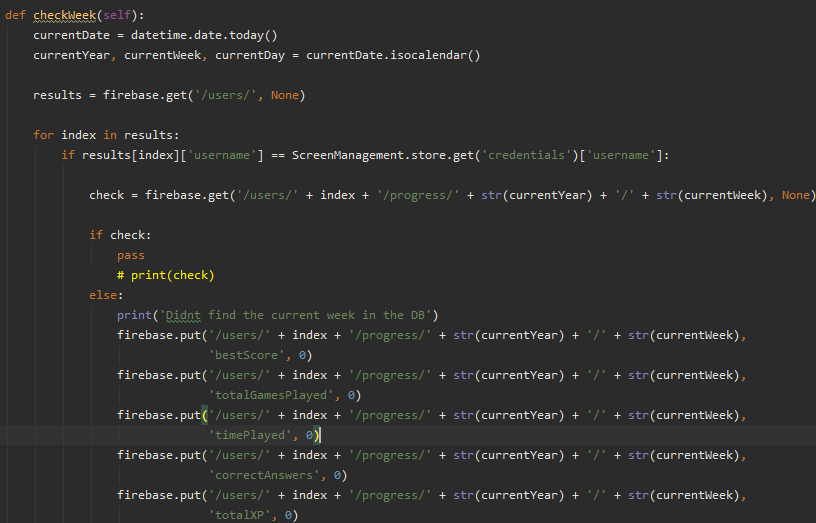 def checkWeek(self):
    currentDate = datetime.date.today()
    currentYear, currentWeek, currentDay = currentDate.isocalendar()

    results = firebase.get('/users/', None)

    for index in results:
        if results[index]['username'] == ScreenManagement.store.get('credentials')['username']:

            check = firebase.get('/users/' + index + '/progress/' + str(currentYear) + '/' + str(currentWeek), None)

            if check:
                pass
                # print(check)
            else:
                print('Didnt find the current week in the DB')
                firebase.put('/users/' + index + '/progress/' + str(currentYear) + '/' + str(currentWeek),
                             'bestScore', 0)
                firebase.put('/users/' + index + '/progress/' + str(currentYear) + '/' + str(currentWeek),
                             'totalGamesPlayed', 0)
                firebase.put('/users/' + index + '/progress/' + str(currentYear) + '/' + str(currentWeek),
                             'timePlayed', 0)
                firebase.put('/users/' + index + '/progress/' + str(currentYear) + '/' + str(currentWeek),
                             'correctAnswers', 0)
                firebase.put('/users/' + index + '/progress/' + str(currentYear) + '/' + str(currentWeek),
                             'totalXP', 0)